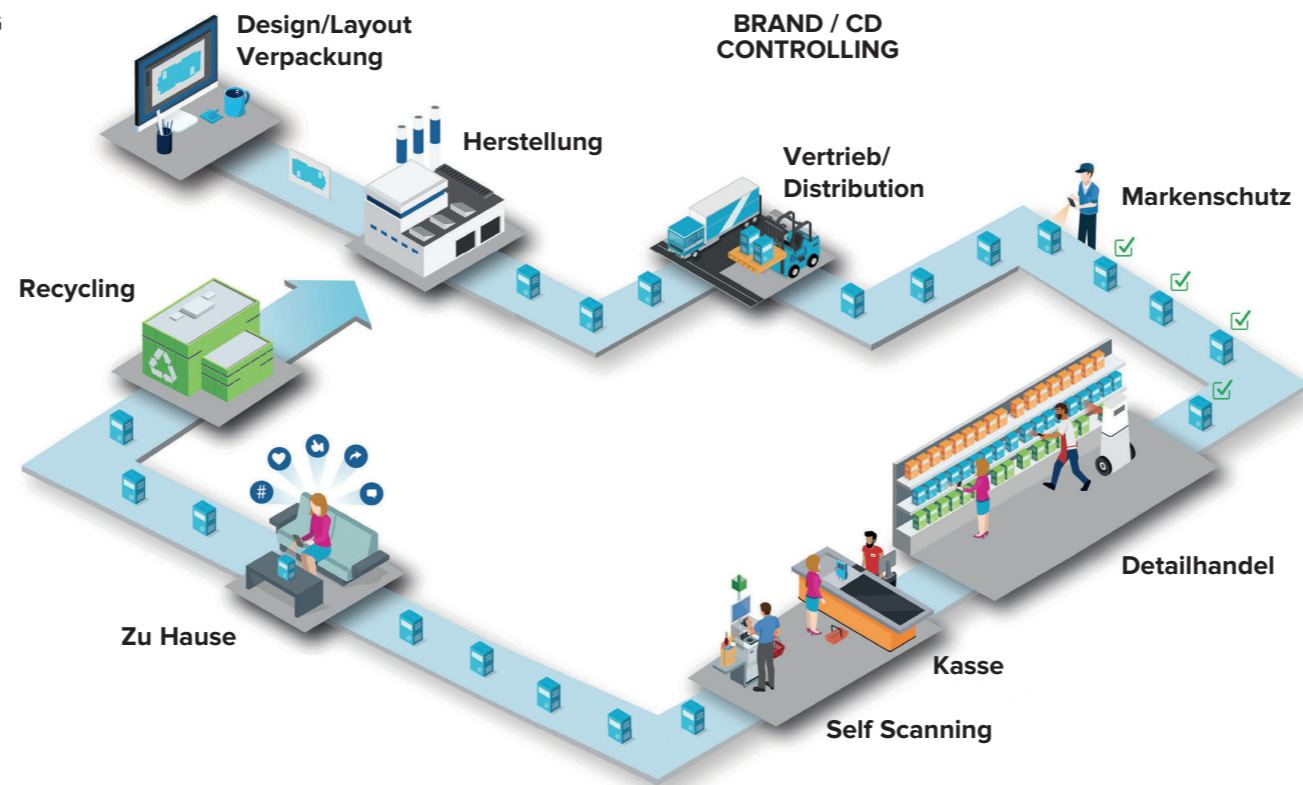 Design/Layout
Verpackung
BRAND / CD
CONTROLLING
Herstellung
Vertrieb/
Distribution
Markenschutz
Recycling
#
Detailhandel
Zu Hause
Kasse
Self Scanning